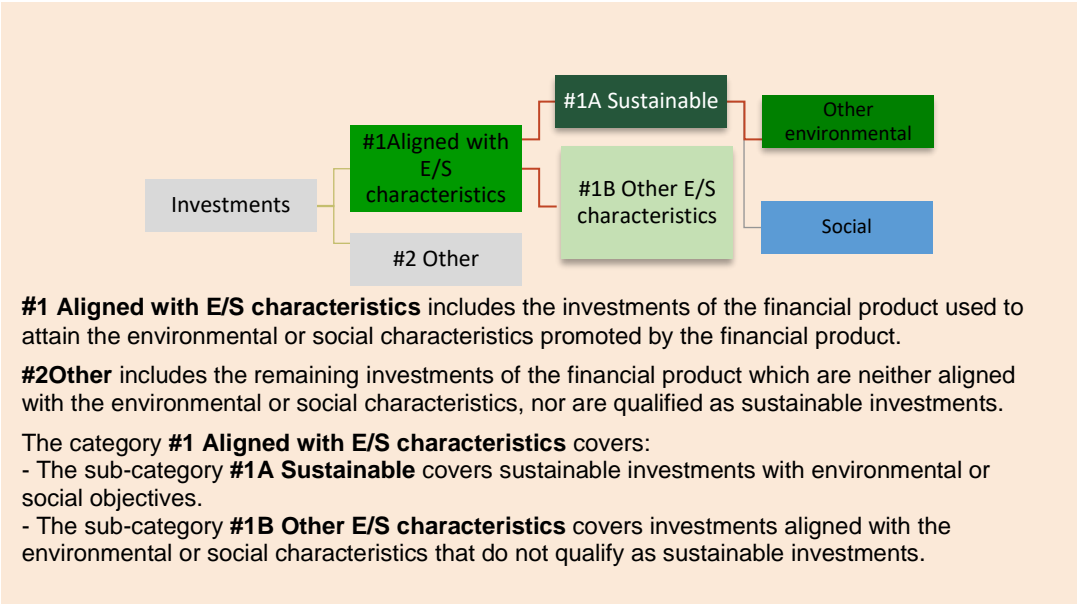 #1A Sustainable
Other
environmental
#1Aligned with
E/S
characteristics
#1B Other E/S
characteristics
Investments
Social
#2 Other
#1 Aligned with E/S characteristics includes the investments of the financial product used to
attain the environmental or social characteristics promoted by the financial product.
#2Other includes the remaining investments of the financial product which are neither aligned
with the environmental or social characteristics, nor are qualified as sustainable investments.
The category #1 Aligned with E/S characteristics covers:
- The sub-category #1A Sustainable covers sustainable investments with environmental or
social objectives.
- The sub-category #1B Other E/S characteristics covers investments aligned with the
environmental or social characteristics that do not qualify as sustainable investments.